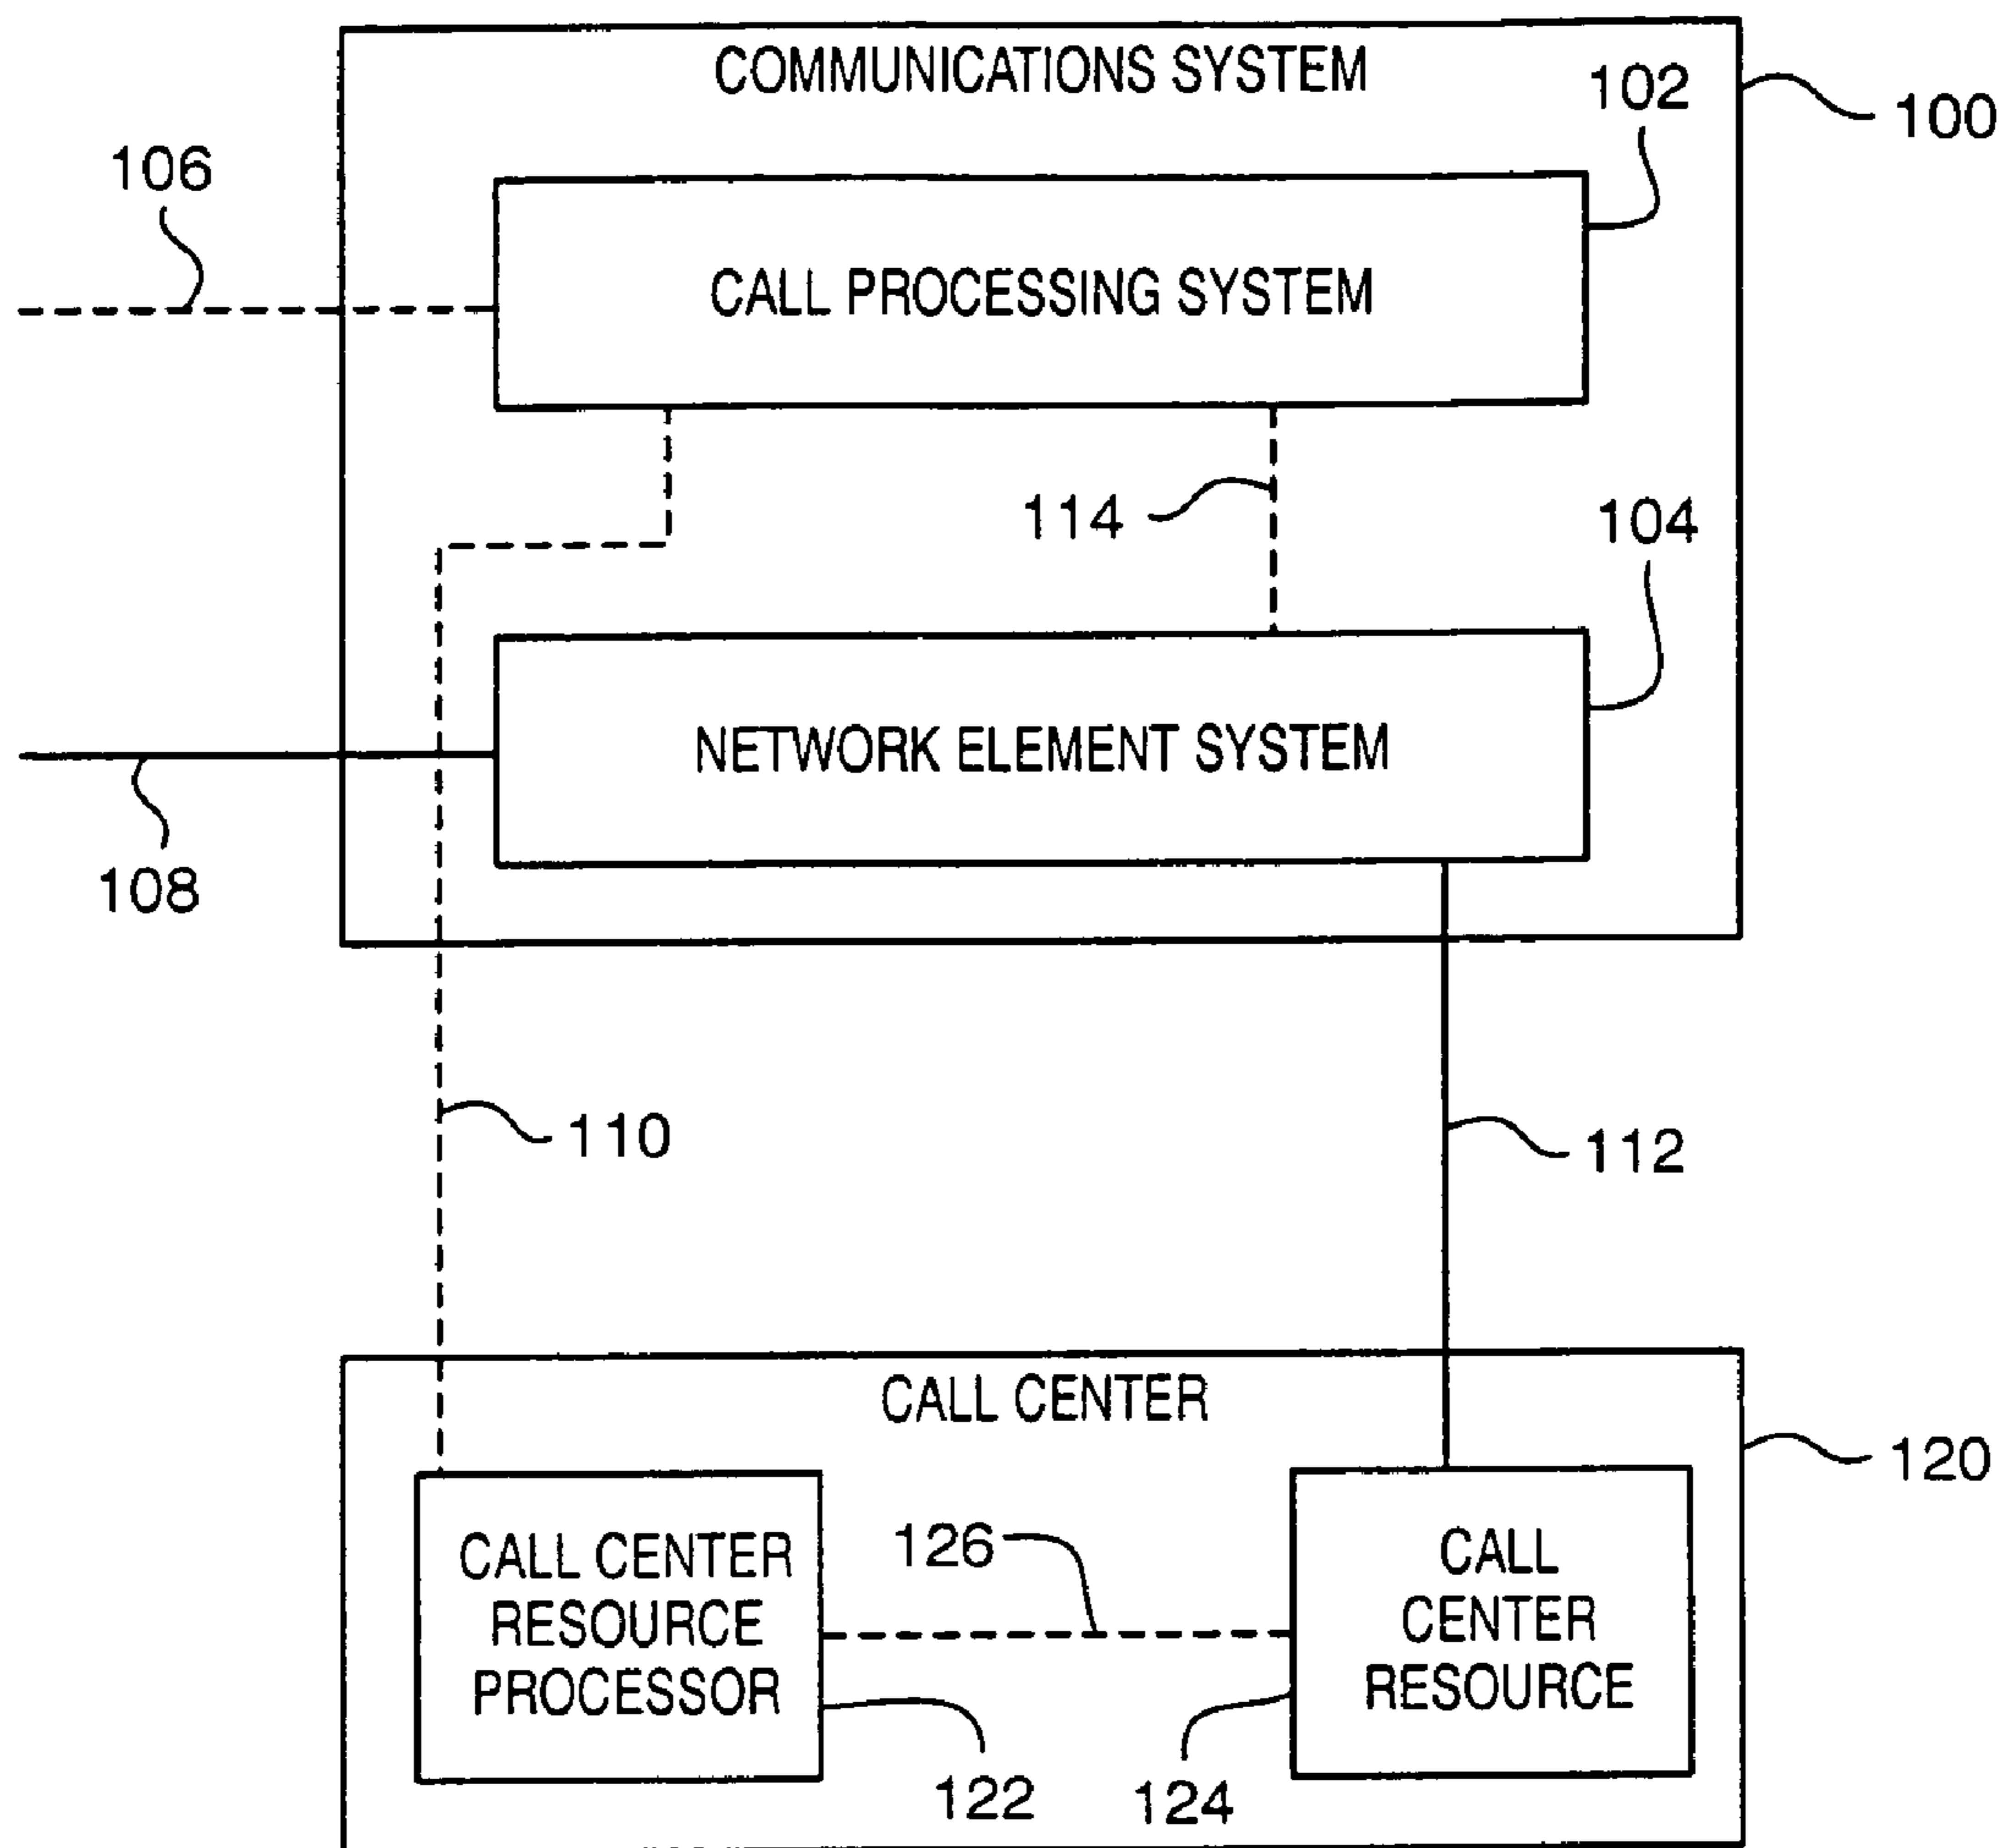 COMMUNICATIONS SYSTEM
102
100
106
CALL PROCESSING SYSTEM
114
104
NETWORK ELEMENT SYSTEM
108
110
112
CALL CENTER
120
CALL CENTER
RESOURCE
PROCESSOR
126
CALL
CENTER
RESOURCE
122
124